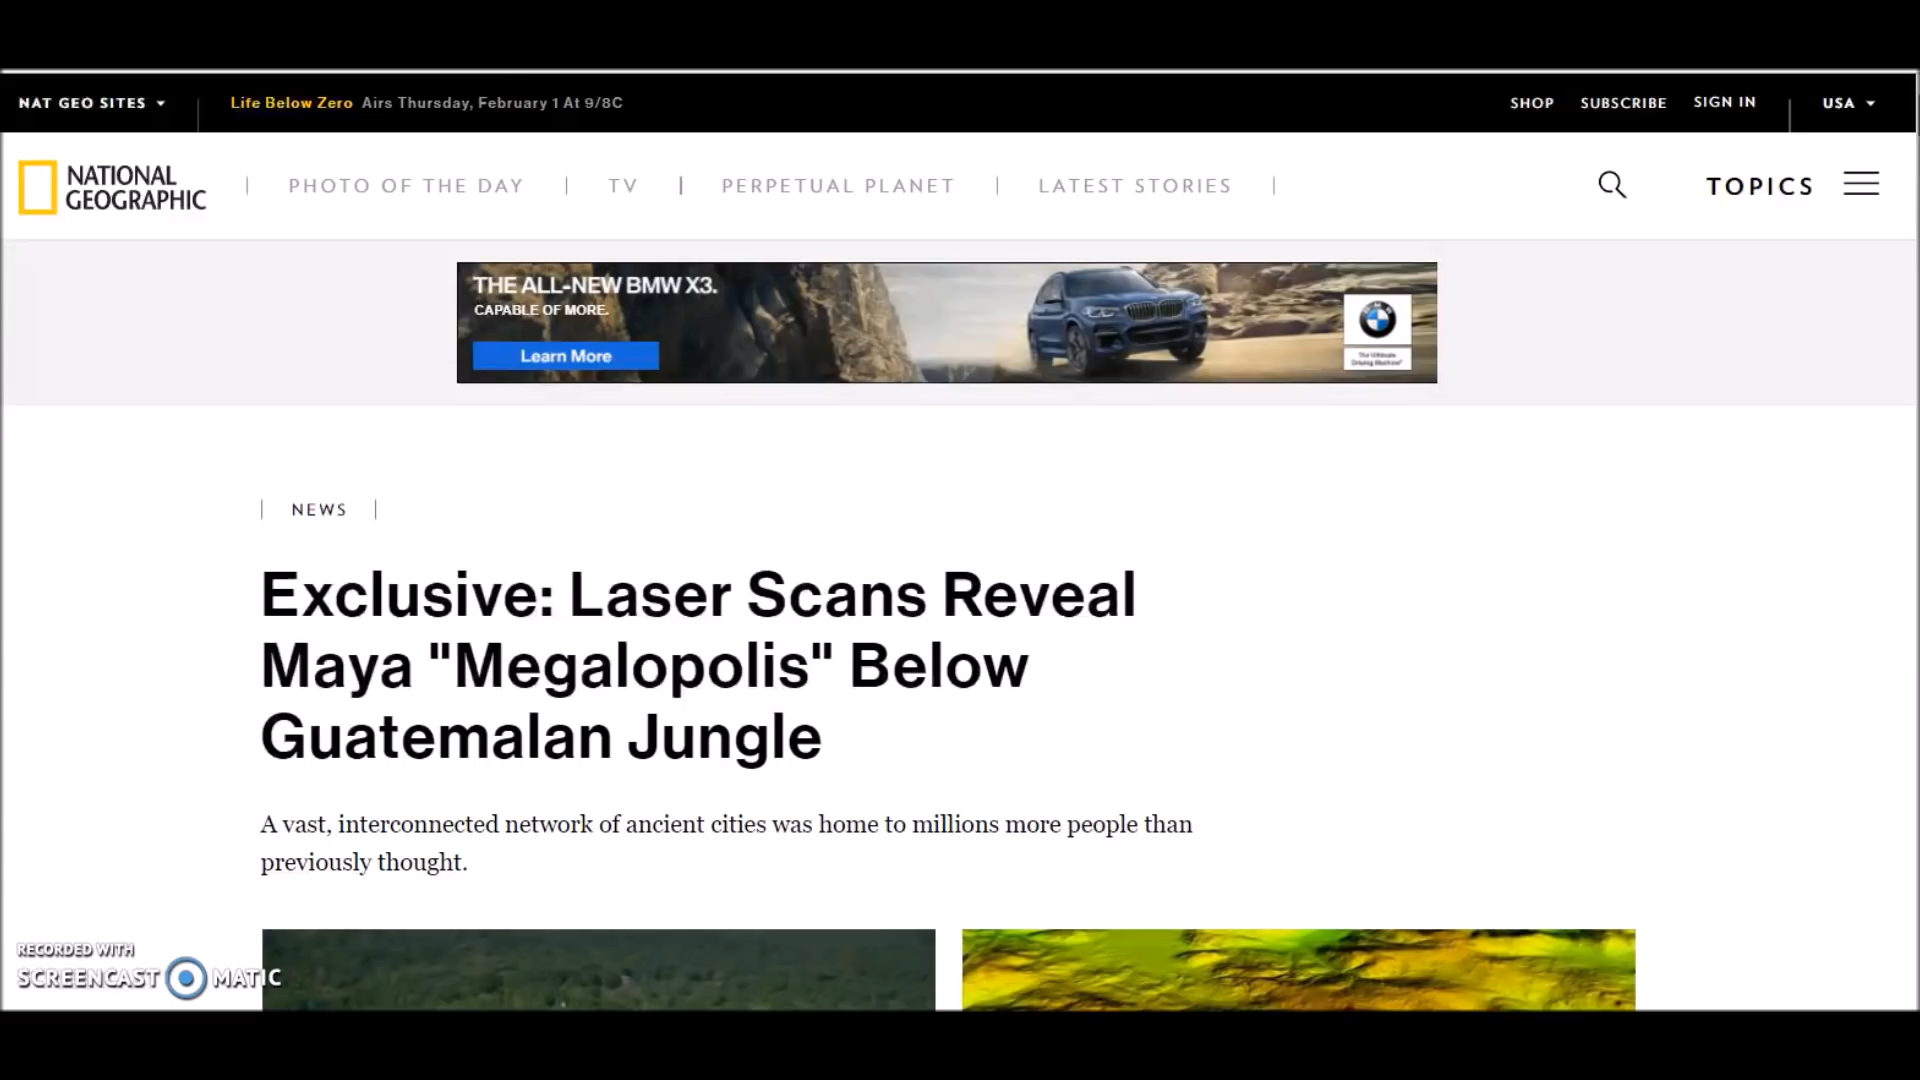 NAT GEO SITES
Life Below Zero Airs Thursday, February 1 At 9/8C
SHOP SUBSCRIBE SIGN IN USA
NATIONAL
GEOGRAPHIC
PHOTO OF THE DAY
TV
PERPETUAL PLANET
LATEST STORIES
TOPICS
THE ALL-NEW BMW X3.
CAPABLE OF MORE.
Learn More
The Ultimate
Driving Machine®
NEWS
Exclusive: Laser Scans Reveal
Maya "Megalopolis" Below
Guatemalan Jungle
A vast, interconnected network of ancient cities was home to millions more people than
previously thought.
RECORDED WITH
SCREENCAST MATIC